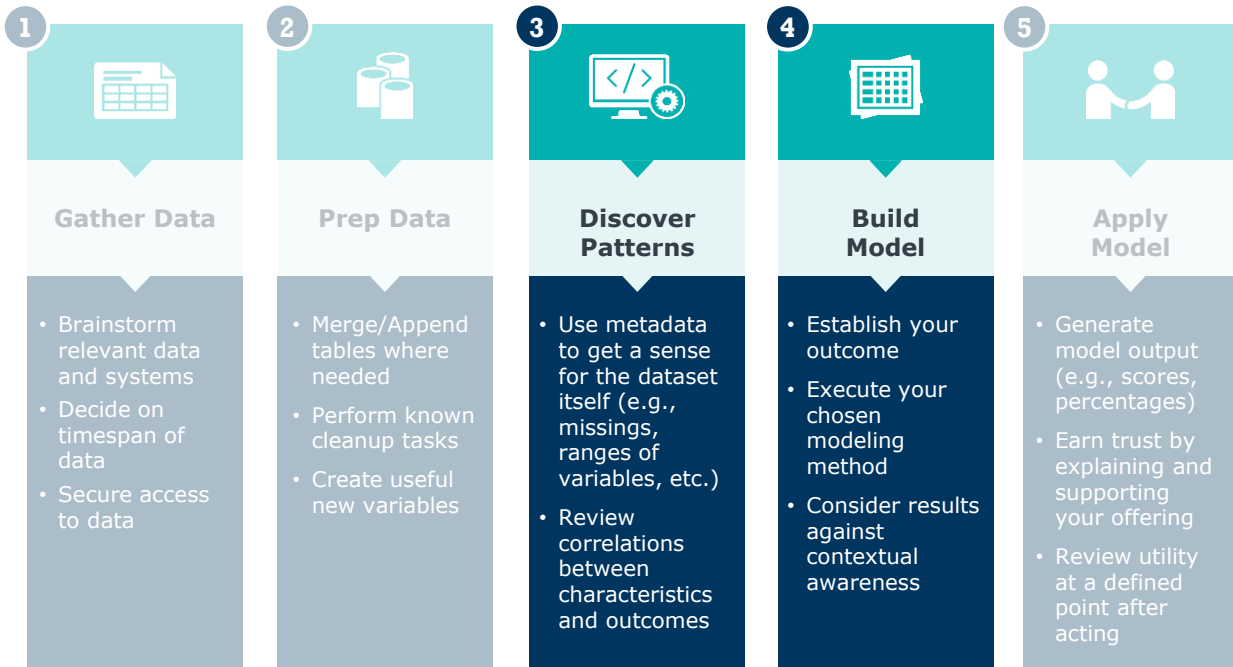 1
Gather Data
• Brainstorm
relevant data
and systems
• Decide on
timespan of
data
• Secure access
to data
2
Prep Data
• Merge/Append
tables where
needed
• Perform known
cleanup tasks
• Create useful
new variables
3
</>
Discover
Patterns
• Use metadata
to get a sense
for the dataset
itself (e.g.,
missings,
ranges of
variables, etc.)
• Review
correlations
between
characteristics
and outcomes
4
Build
Model
• Establish your
outcome
• Execute your
chosen
modeling
method
• Consider results
against
contextual
awareness
5
Apply
Model
• Generate
model output
(e.g., scores,
percentages)
• Earn trust by
explaining and
supporting
your offering
• Review utility
at a defined
point after
acting